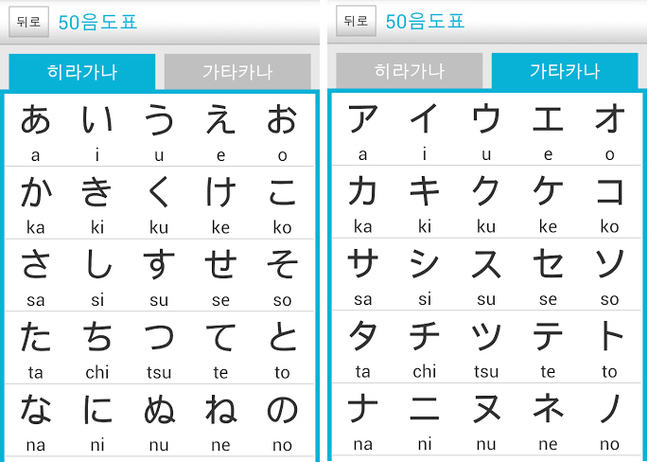 뒤로 50음도표
히라가나 가타카나
あ い う え お
a i u e o
か き く け こ
ka ki ku ke ko
さ し す せ そ
sa si su se so
た ち つ て と
ta chi tsu te to
な に ぬ ね の
na ni nu ne no
뒤로 50음도표
히라가나 가타카나
ア イ ウ エ オ
a i u e o
カ キ ク ケ コ
ka ki ku ke ko
サ シ ス セ ソ
sa si su se so
タ チ ツ テ ト
ta chi tsu te to
ナ ニ ヌ ネ ノ
na ni nu ne no